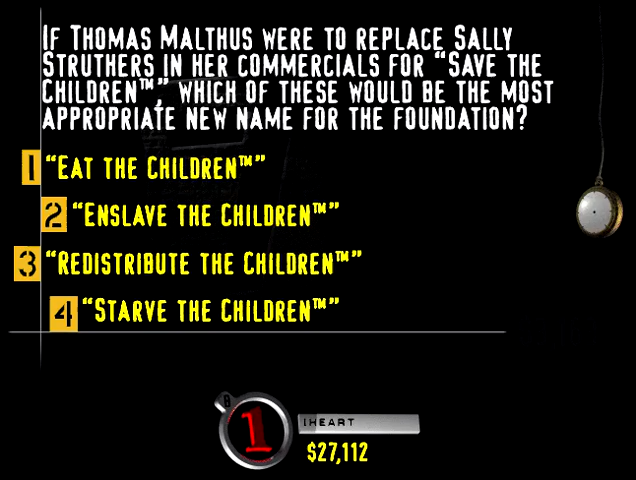 If Thomas Malthus were to replace Sally
Struthers in her commercials for “Save the
Children™,” which of these would be the most
appropriate new name for the foundation?
1 “Eat the Children™”
2 “Enslave the Children™”
3 “Redistribute the Children™”
4 “Starve the Children™”
8
1 IHEART
$27,112